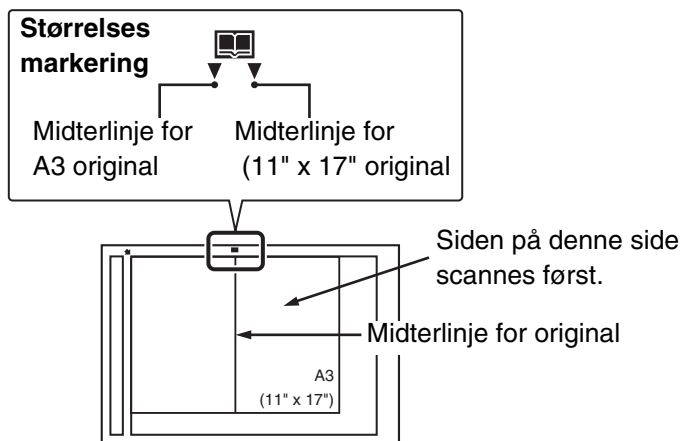 Størrelses
markering
Midterlinje for
A3 original
Midterlinje for
(11" x 17" original
Siden på denne side
scannes først.
Midterlinje for original
A3
(11" x 17")